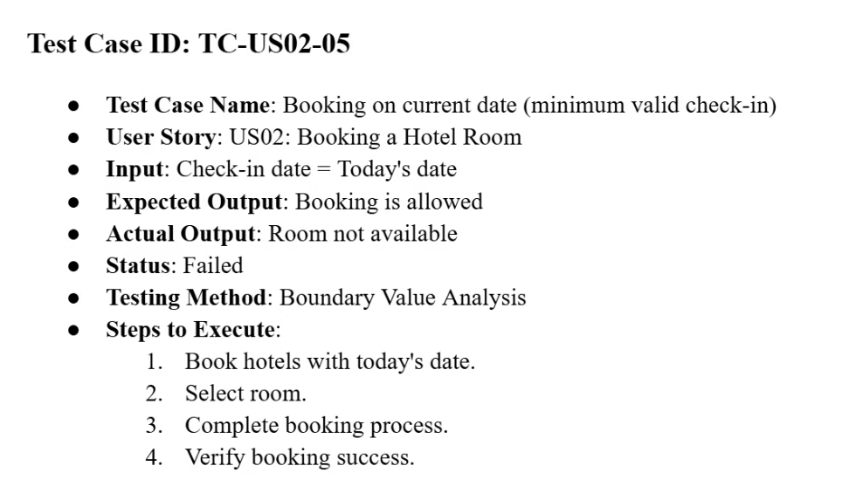 Test Case ID: TC-US02-05
● Test Case Name: Booking on current date (minimum valid check-in)
● User Story: US02: Booking a Hotel Room
● Input: Check-in date = Today's date
● Expected Output: Booking is allowed
● Actual Output: Room not available
● Status: Failed
● Testing Method: Boundary Value Analysis
● Steps to Execute:
1. Book hotels with today's date.
2. Select room.
3. Complete booking process.
4. Verify booking success.